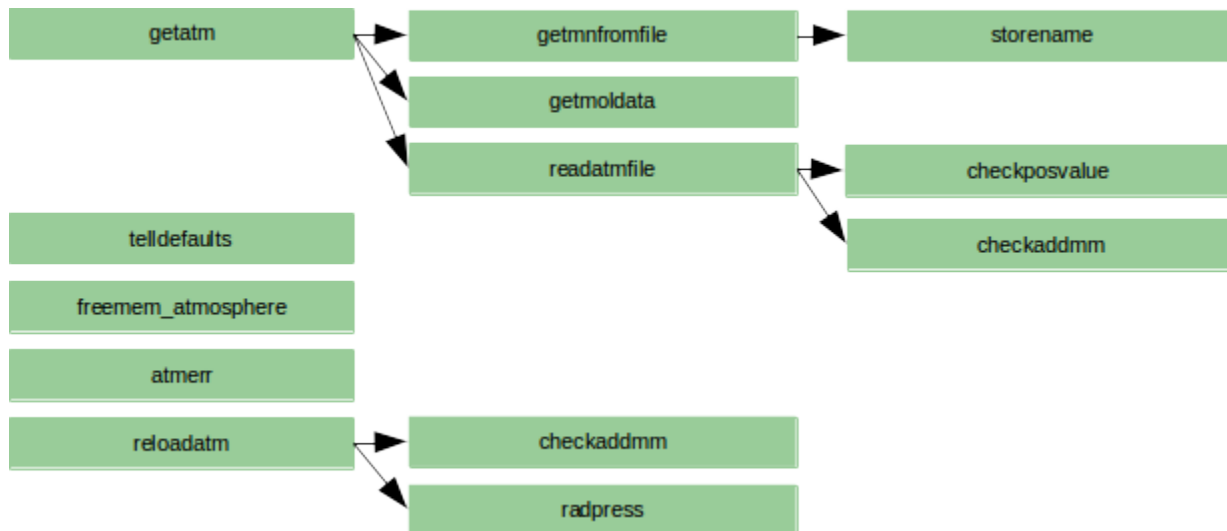 getatm
getmnfromfile
storename
getmoldata
readatmfile
checkposvalue
telldefaults
checkaddmm
freemem_atmosphere
atmerr
reloadatm
checkaddmm
radpress